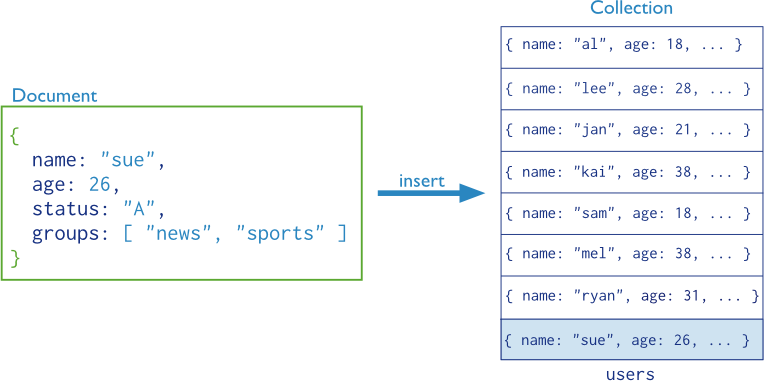 Document
{
name: "sue",
age: 26,
status: "A",
groups: [ "news", "sports" ]
}
insert
Collection
{ name: "al", age: 18, ... }
{ name: "lee", age: 28, ... }
{ name: "jan", age: 21, ... }
{ name: "kai", age: 38, ... }
{ name: "sam", age: 18, ... }
{ name: "mel", age: 38, ... }
{ name: "ryan", age: 31, ... }
{ name: "sue", age: 26, ... }
users